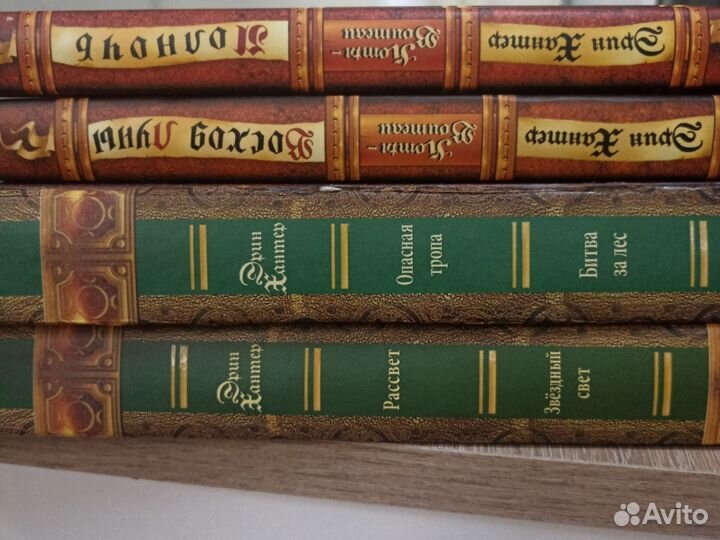 Эрин Хантер
Коты -
Воители
Полночь
Эрин Хантер
Коты -
Воители
Восход Луны
Эрин
Хантер
Опасная
тропа
Битва
за лес
Эрин
Хантер
Рассвет
Звёздный
свет
Avito